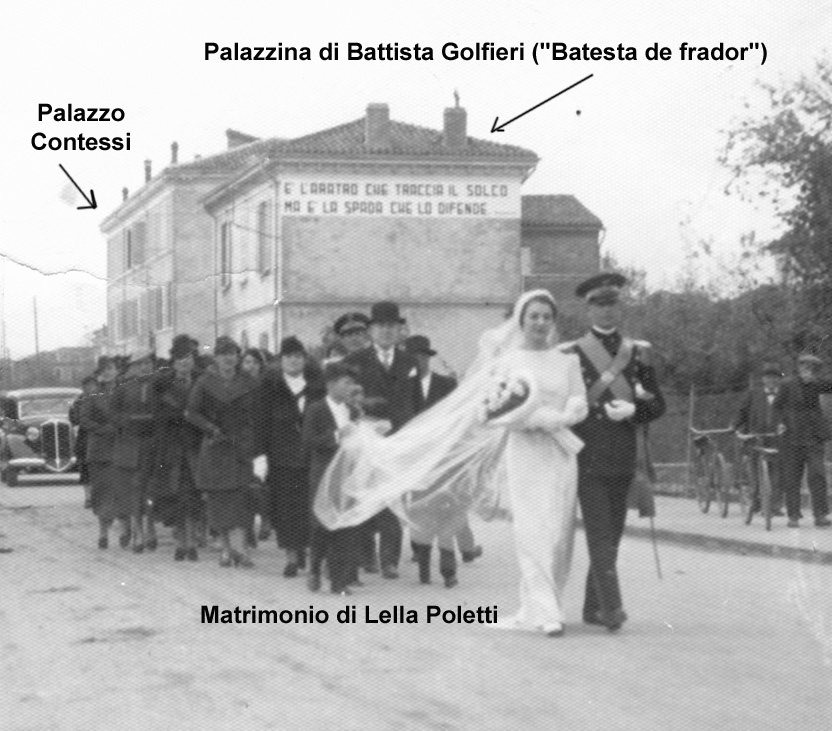 Palazzina di Battista Golfieri ("Batesta de frador")
Palazzo
Contessi
E' L'ARATRO CHE TRACCIA IL SOLCO
MA E' LA SPADA CHE LO DIFENDE......
Matrimonio di Lella Poletti